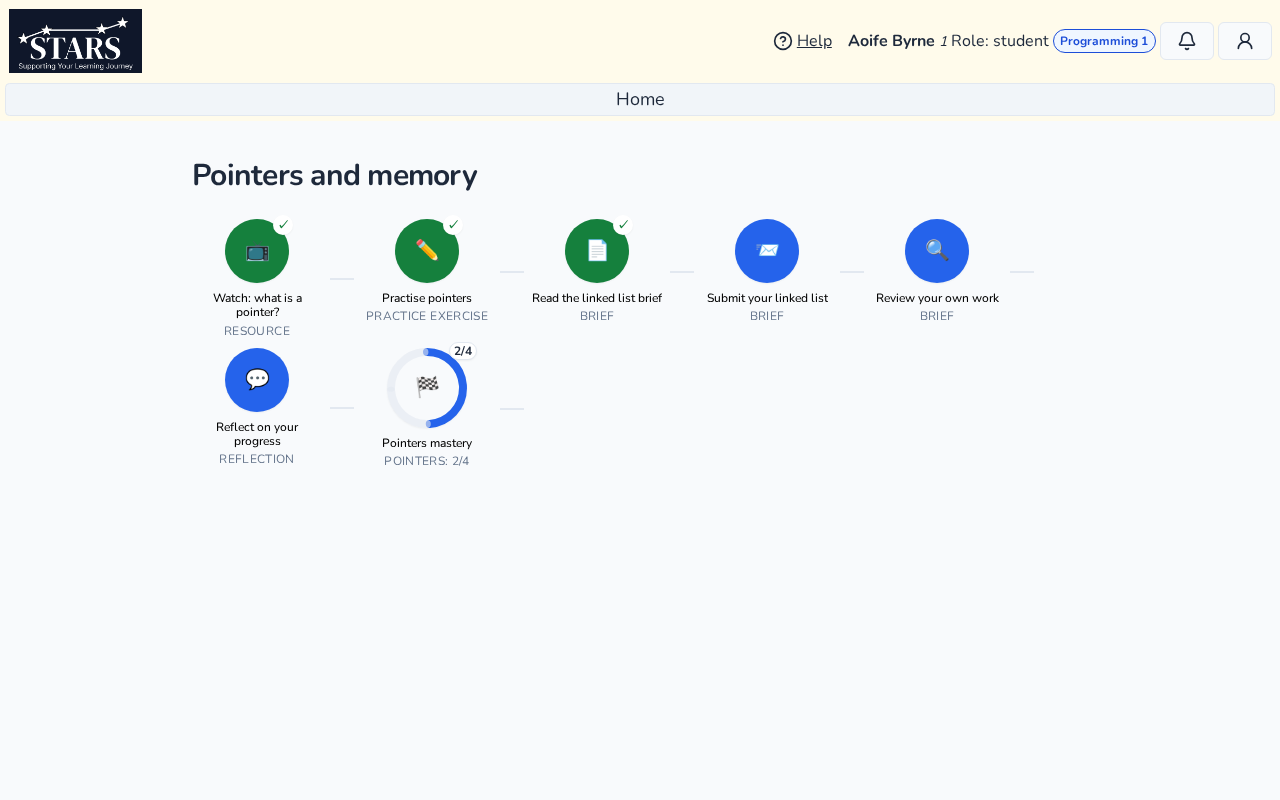 STARS
Supporting Your Learning Journey
Help
Aoife Byrne 1 Role: student Programming 1
Home
Pointers and memory
Watch: what is a pointer?
RESOURCE
Practise pointers
PRACTICE EXERCISE
Read the linked list brief
BRIEF
Submit your linked list
BRIEF
Review your own work
BRIEF
Reflect on your progress
REFLECTION
2/4
Pointers mastery
POINTERS: 2/4